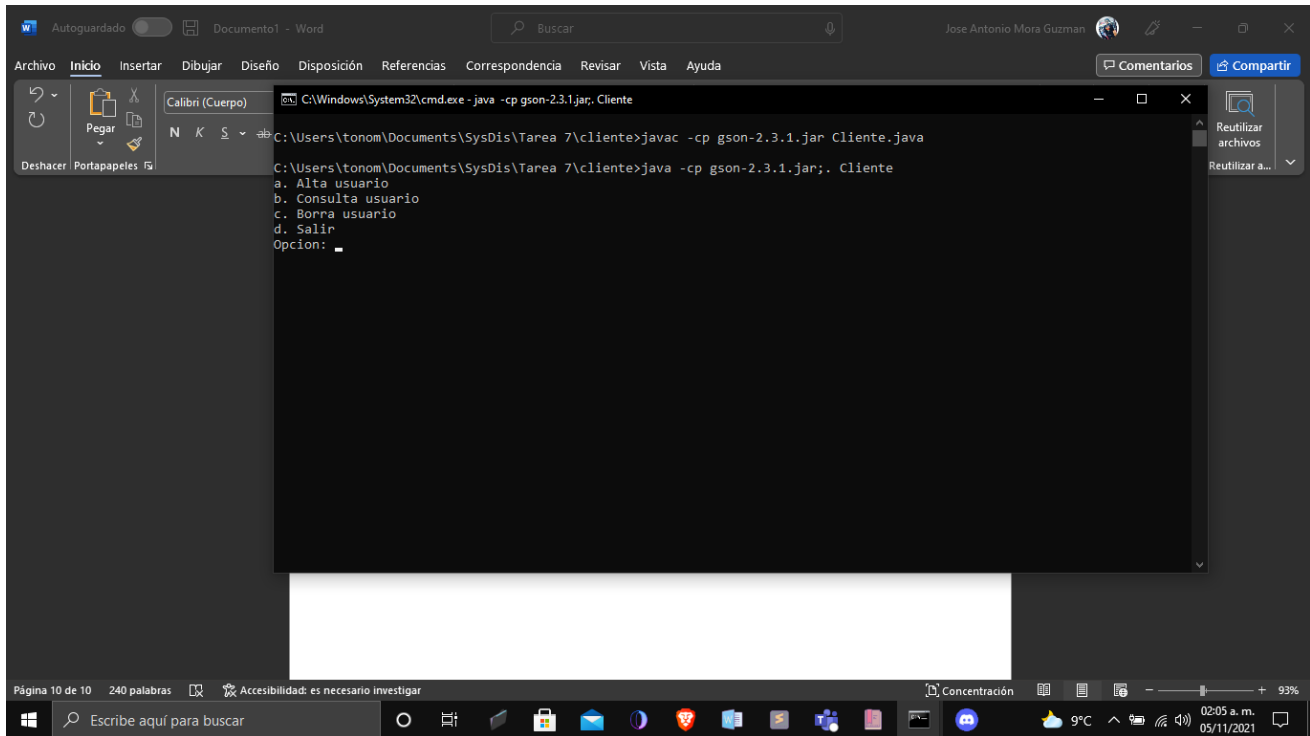 Autoguardado Documento1 - Word Buscar Jose Antonio Mora Guzman
Archivo Inicio Insertar Dibujar Diseño Disposición Referencias Correspondencia Revisar Vista Ayuda Comentarios Compartir
Pegar
Calibri (Cuerpo)
N K S ab
Deshacer Portapapeles
Reutilizar
archivos
Reutilizar a...
C:\Windows\System32\cmd.exe - java -cp gson-2.3.1.jar;. Cliente
C:\Users\tonom\Documents\SysDis\Tarea 7\cliente>javac -cp gson-2.3.1.jar Cliente.java
C:\Users\tonom\Documents\SysDis\Tarea 7\cliente>java -cp gson-2.3.1.jar;. Cliente
a. Alta usuario
b. Consulta usuario
c. Borra usuario
d. Salir
Opcion:
Página 10 de 10 240 palabras Accesibilidad: es necesario investigar Concentración 93%
Escribe aquí para buscar 9°C 02:05 a. m.
05/11/2021